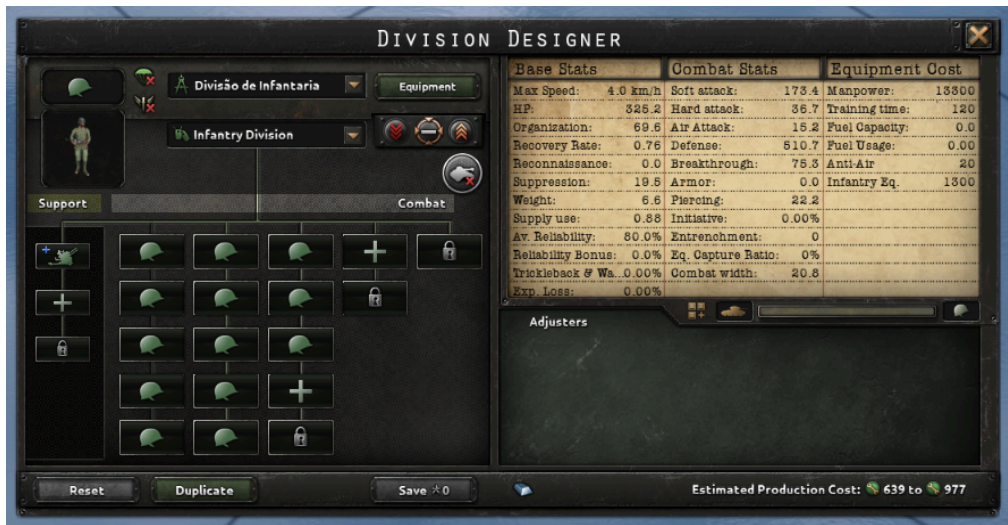 DIVISION DESIGNER
Divisão de Infantaria
Equipment
Infantry Division
Support
Combat
Base Stats Combat Stats Equipment Cost
Max Speed: 4.0 km/h Soft attack: 173.4 Manpower: 13300
HP: 325.2 Hard attack: 36.7 Training time: 120
Organization: 69.6 Air Attack: 15.2 Fuel Capacity: 0.0
Recovery Rate: 0.76 Defense: 510.7 Fuel Usage: 0.00
Reconnaissance: 0.0 Breakthrough: 75.3 Anti-Air 20
Suppression: 19.5 Armor: 0.0 Infantry Eq. 1300
Weight: 6.6 Piercing: 22.2
Supply use: 0.88 Initiative: 0.00%
Av. Reliability: 80.0% Entrenchment: 0
Reliability Bonus: 0.0% Eq. Capture Ratio: 0%
Trickleback & Wa...0.00% Combat width: 20.8
Exp. Loss: 0.00%
Adjusters
Reset
Duplicate
Save 0
Estimated Production Cost: 639 to 977